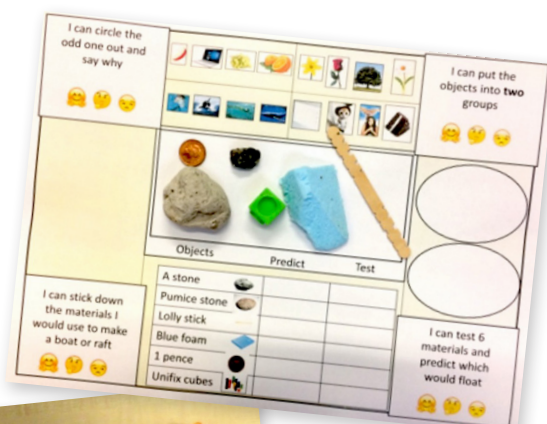 I can circle the
odd one out and
say why
I can put the
objects into two
groups
Objects
Predict
Test
A stone
Pumice stone
Lolly stick
Blue foam
1 pence
Unifix cubes
I can stick down
the materials I
would use to make
a boat or raft
I can test 6
materials and
predict which
would float